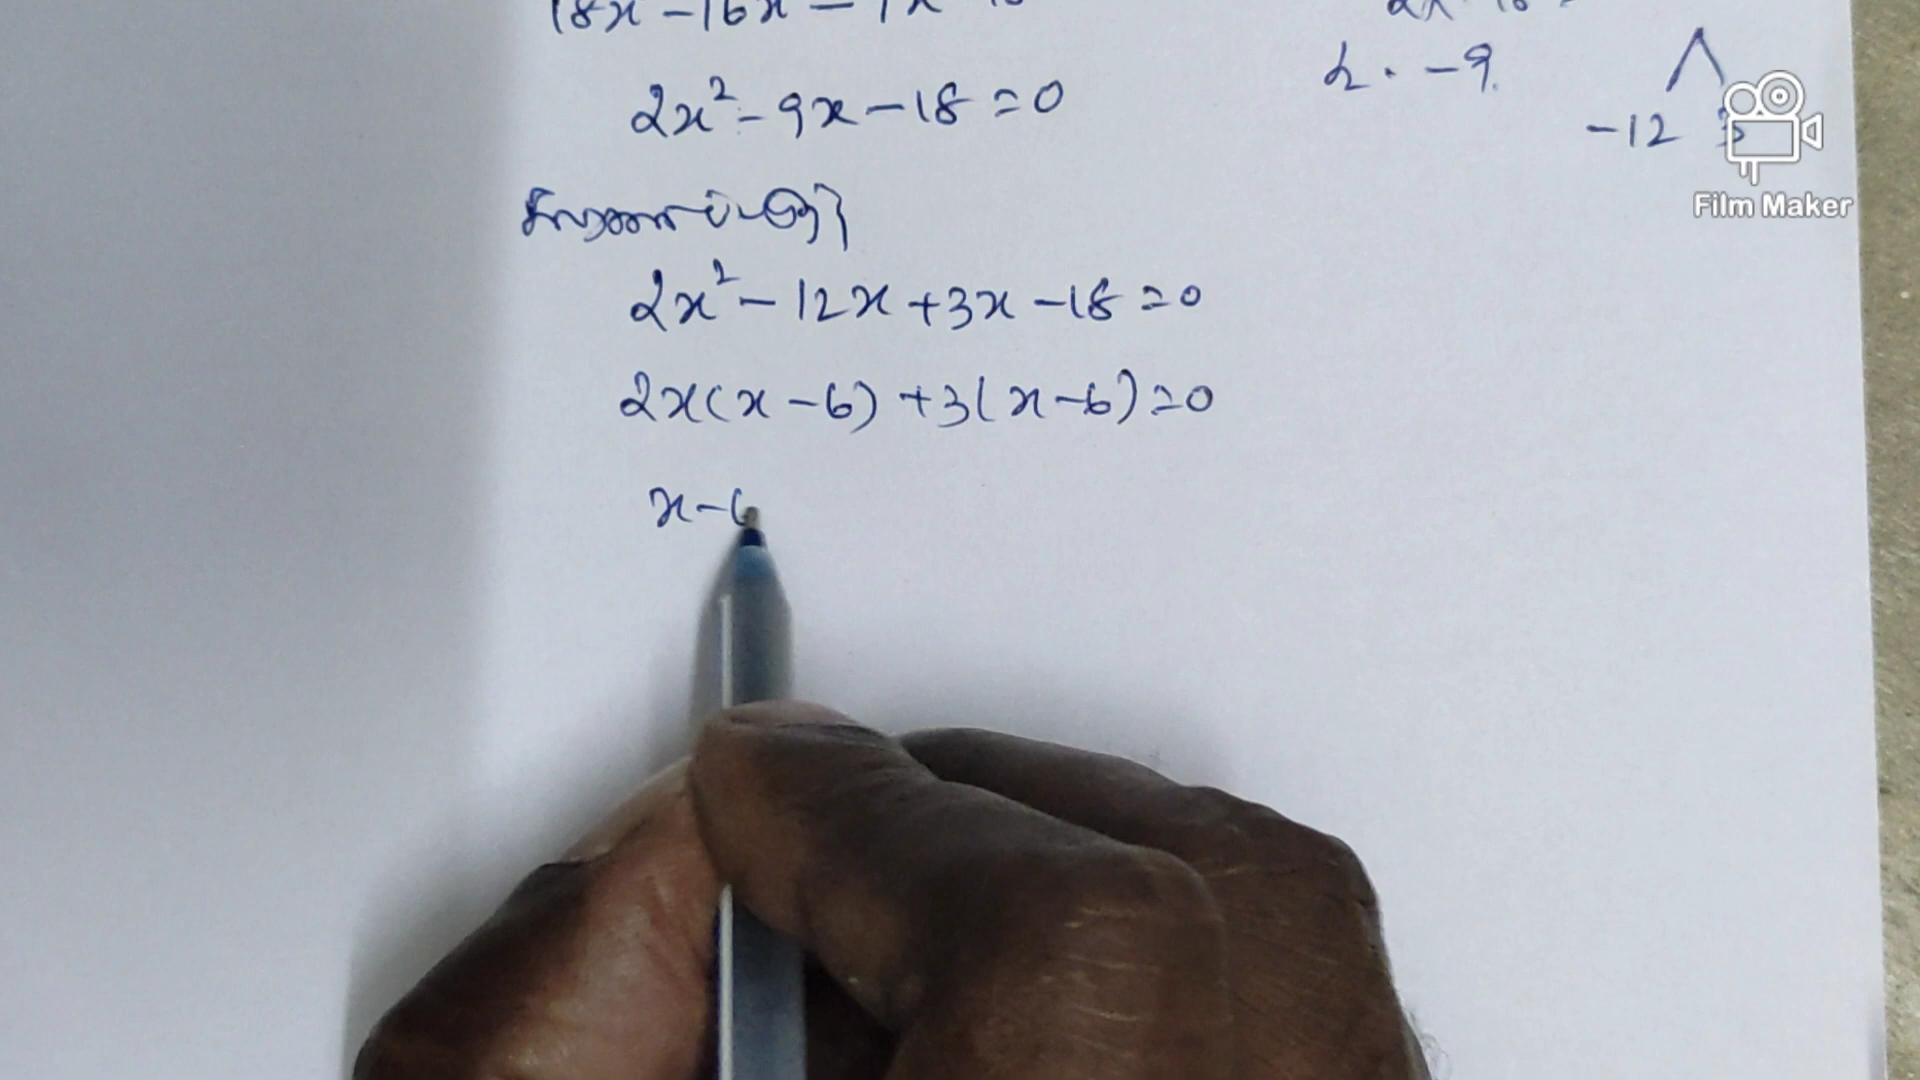 2x² - 9x - 18 = 0
2x² - 12x + 3x - 18 = 0
2x(x - 6) + 3(x - 6) = 0
x - 6
-9
-12 3
Film Maker